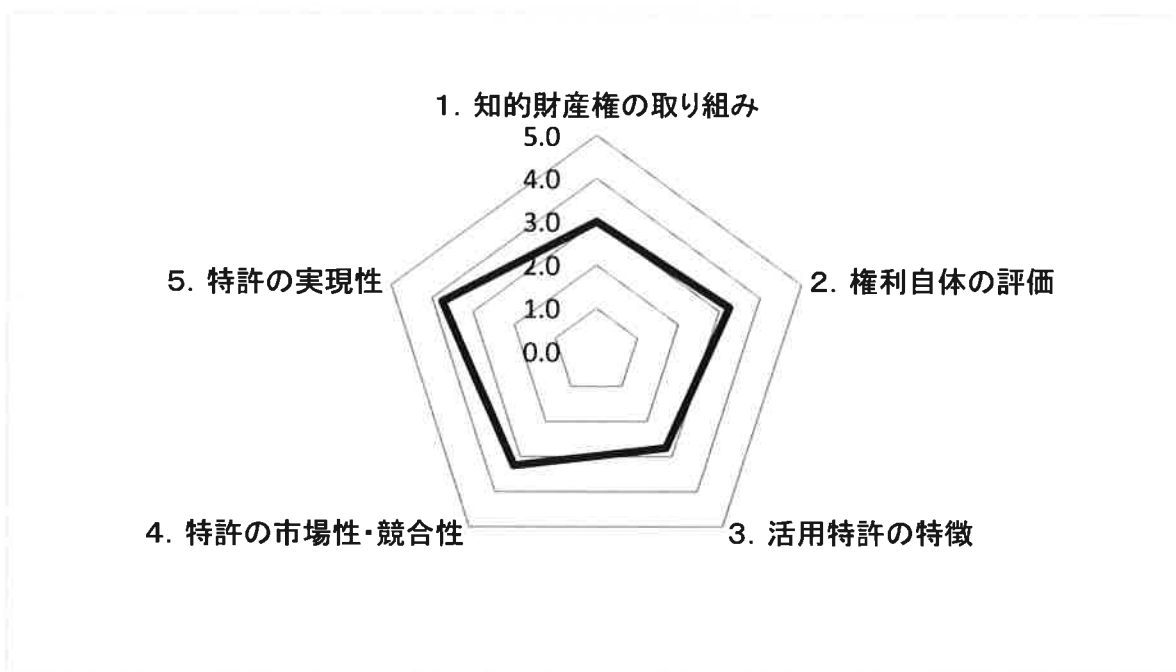 1. 知的財産権の取り組み
5.0
4.0
3.0
2.0
1.0
0.0
2. 権利自体の評価
3. 活用特許の特徴
4. 特許の市場性・競合性
5. 特許の実現性